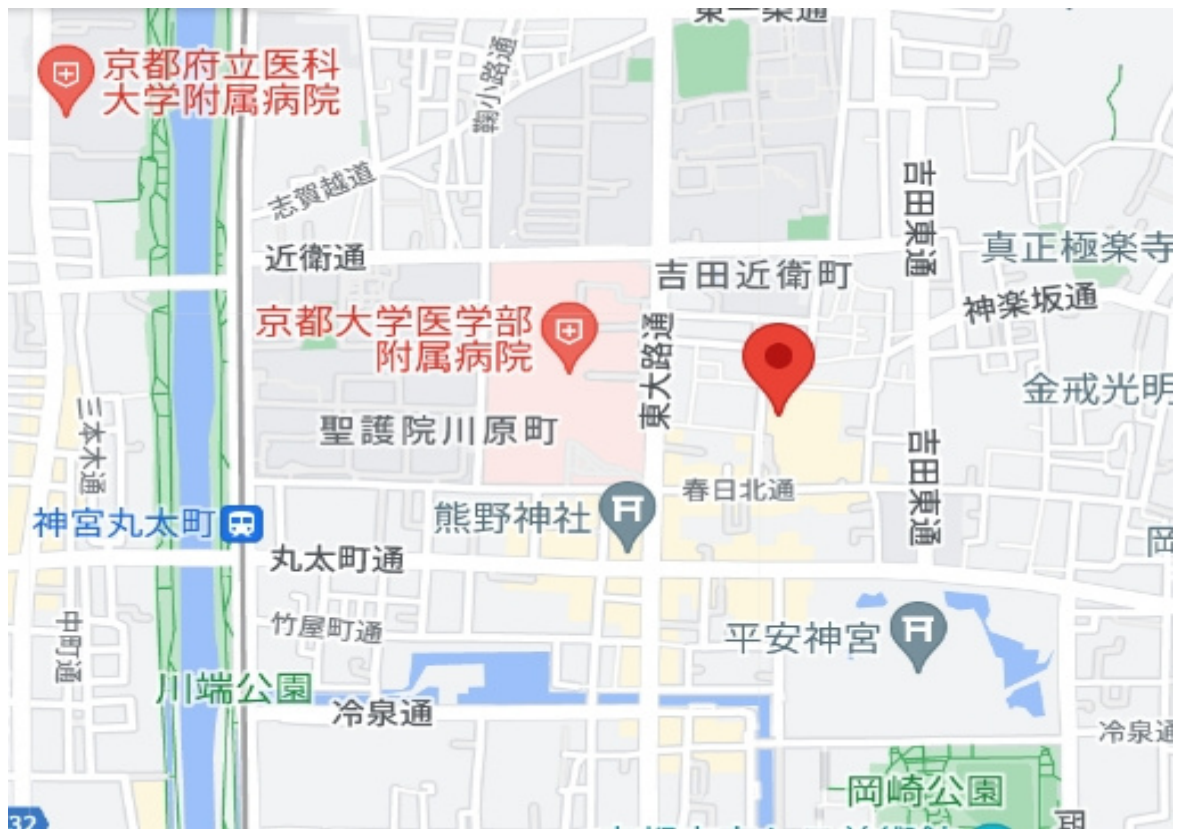 東一条通
京都府立医科
大学附属病院
鞠小路通
志賀越道
吉田東通
近衛通
吉田近衛町
真正極楽寺
神楽坂通
京都大学医学部
附属病院
東大路通
金戒光明
聖護院川原町
三本木通
吉田東通
春日北通
熊野神社
神宮丸太町
岡
丸太町通
竹屋町通
中町通
平安神宮
川端公園
冷泉通
冷泉通
岡崎公園
32